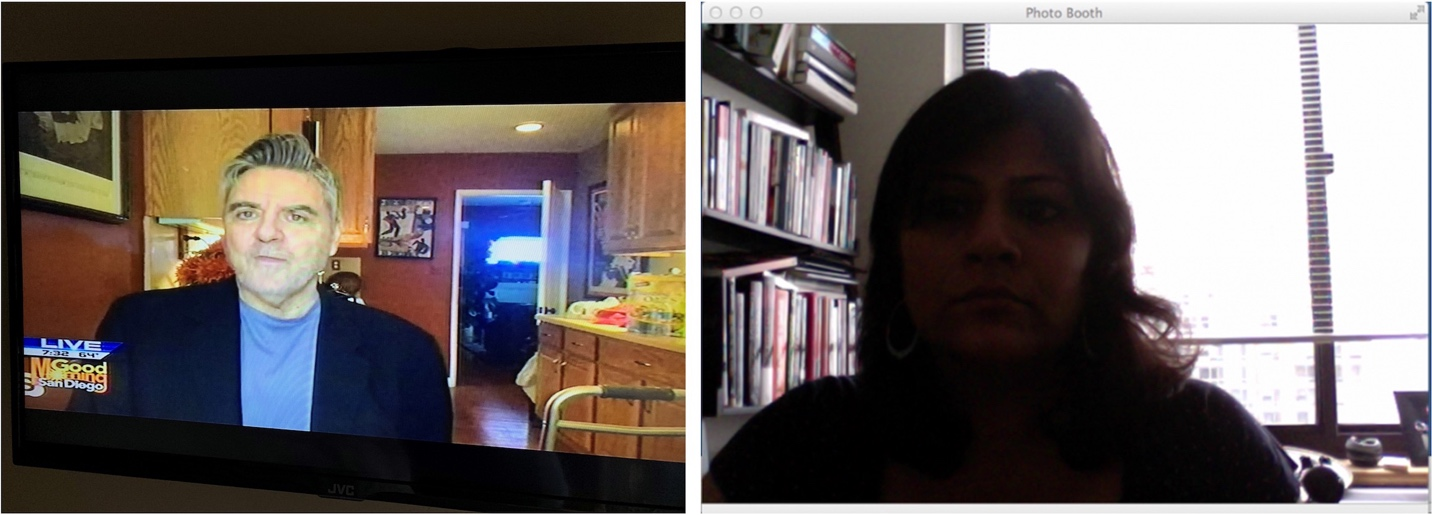 LIVE
7:32 64°
Good
Morning
San Diego
JVC
Photo Booth